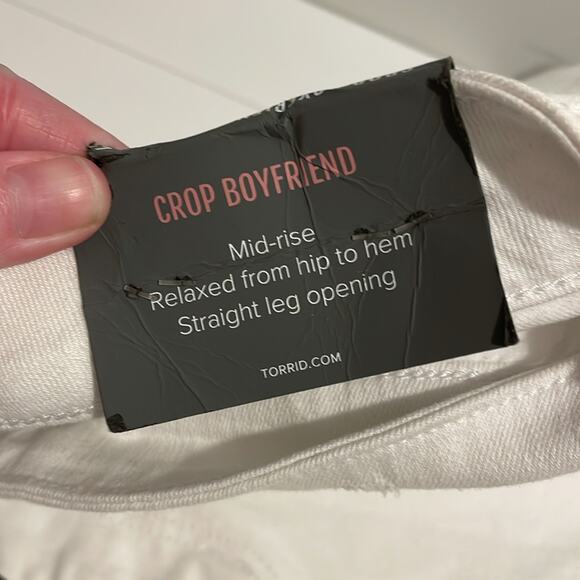 CROP BOYFRIEND
Mid-rise
Relaxed from hip to hem
Straight leg opening
TORRID.COM